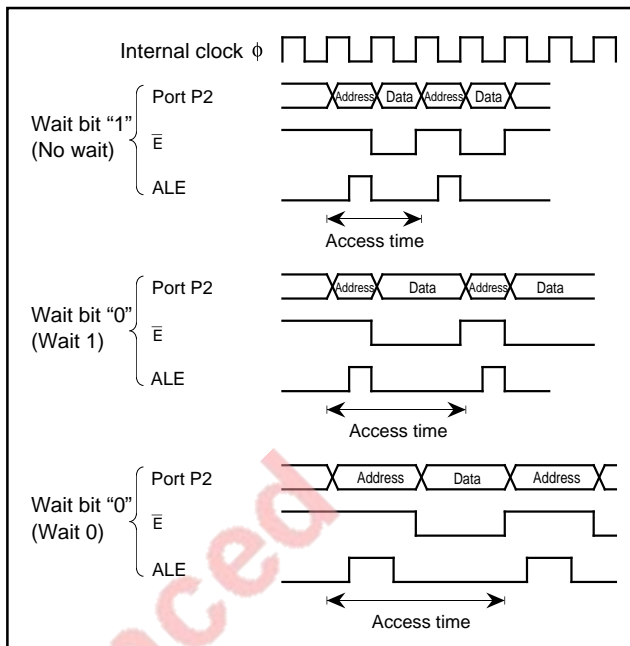 Internal clock ϕ
Port P2
Address Data Address Data
Wait bit “1”
(No wait)
E̅
ALE
Access time
Port P2
Address Data Address Data
Wait bit “0”
(Wait 1)
E̅
ALE
Access time
Port P2
Address Data Address
Wait bit “0”
(Wait 0)
E̅
ALE
Access time
nced